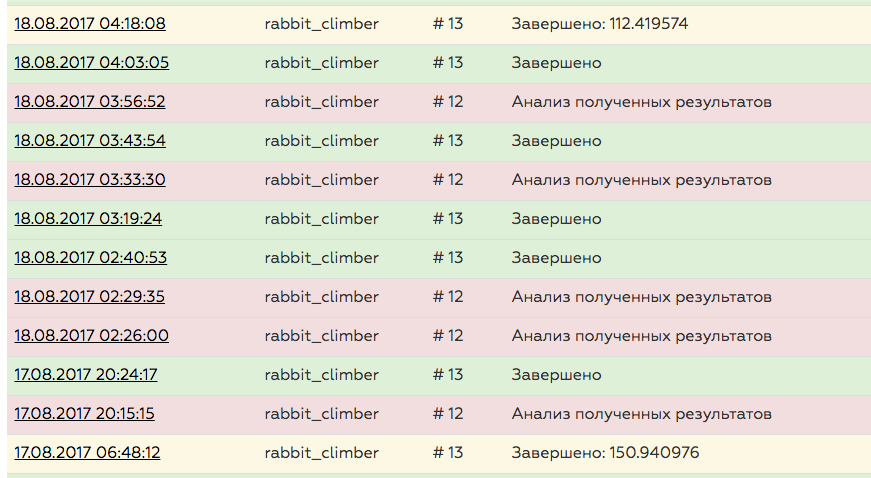 18.08.2017 04:18:08 rabbit_climber # 13 Завершено: 112.419574
18.08.2017 04:03:05 rabbit_climber # 13 Завершено
18.08.2017 03:56:52 rabbit_climber # 12 Анализ полученных результатов
18.08.2017 03:43:54 rabbit_climber # 13 Завершено
18.08.2017 03:33:30 rabbit_climber # 12 Анализ полученных результатов
18.08.2017 03:19:24 rabbit_climber # 13 Завершено
18.08.2017 02:40:53 rabbit_climber # 13 Завершено
18.08.2017 02:29:35 rabbit_climber # 12 Анализ полученных результатов
18.08.2017 02:26:00 rabbit_climber # 12 Анализ полученных результатов
17.08.2017 20:24:17 rabbit_climber # 13 Завершено
17.08.2017 20:15:15 rabbit_climber # 12 Анализ полученных результатов
17.08.2017 06:48:12 rabbit_climber # 13 Завершено: 150.940976